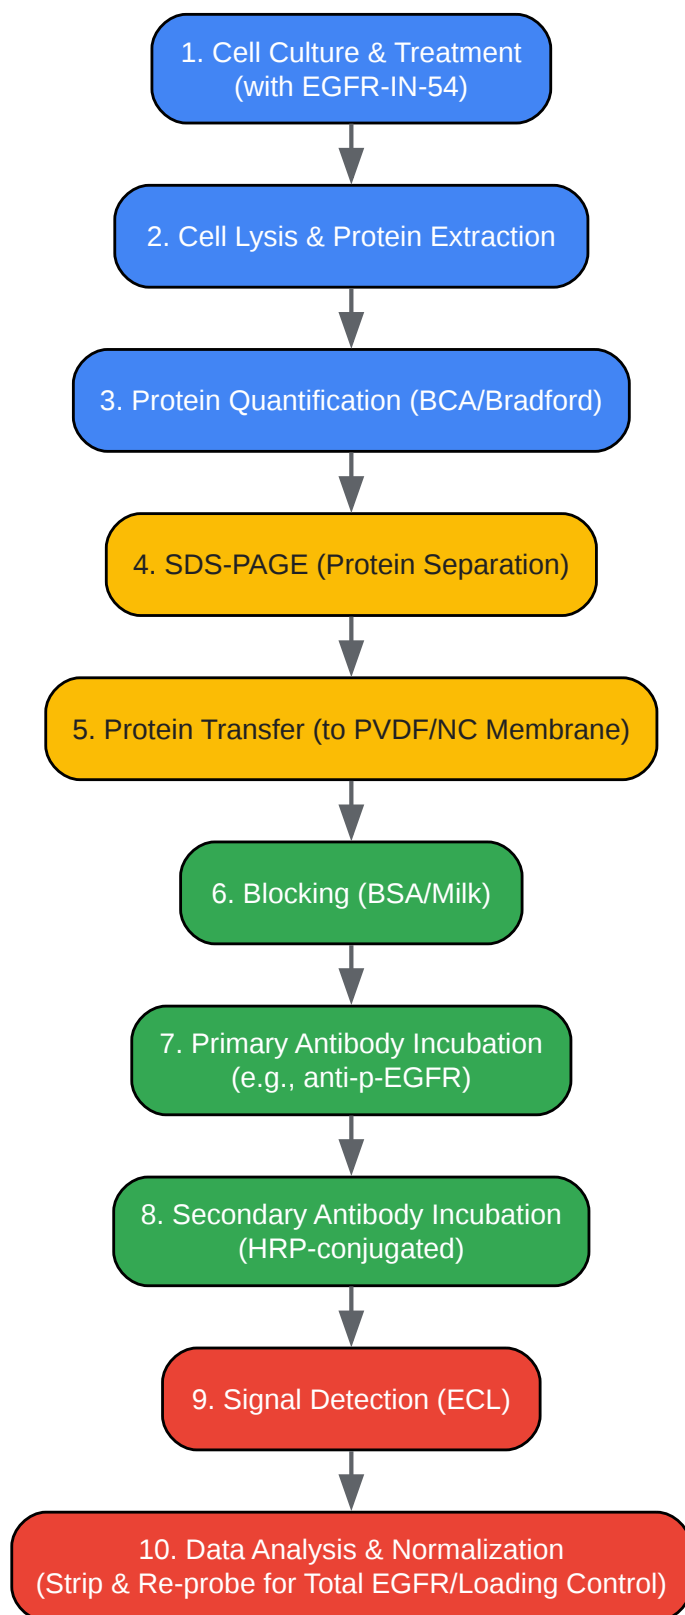 1. Cell Culture & Treatment
(with EGFR-IN-54)
2. Cell Lysis & Protein Extraction
3. Protein Quantification (BCA/Bradford)
4. SDS-PAGE (Protein Separation)
5. Protein Transfer (to PVDF/NC Membrane)
6. Blocking (BSA/Milk)
7. Primary Antibody Incubation
(e.g., anti-p-EGFR)
8. Secondary Antibody Incubation
(HRP-conjugated)
9. Signal Detection (ECL)
10. Data Analysis & Normalization
(Strip & Re-probe for Total EGFR/Loading Control)